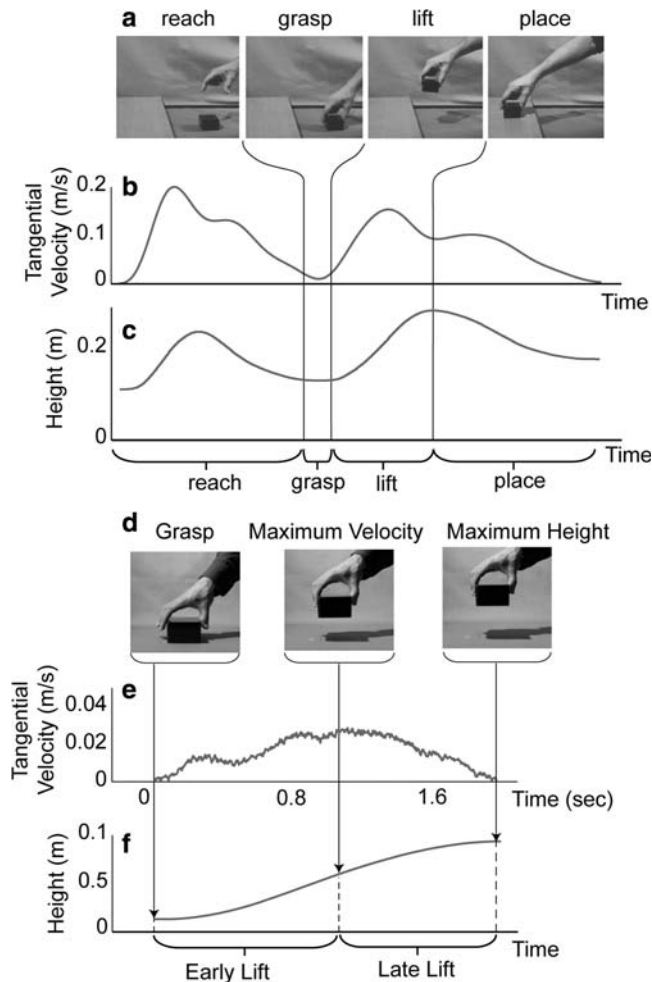 reach grasp lift place
a
b
Tangential
Velocity (m/s)
0.2
0.1
0
Time
c
Height (m)
0.2
0
Time
reach grasp lift place
d
Grasp Maximum Velocity Maximum Height
e
Tangential
Velocity (m/s)
0.04
0.02
0
0 0.8 1.6 Time (sec)
f
Height (m)
0.1
0.5
0
Time
Early Lift Late Lift